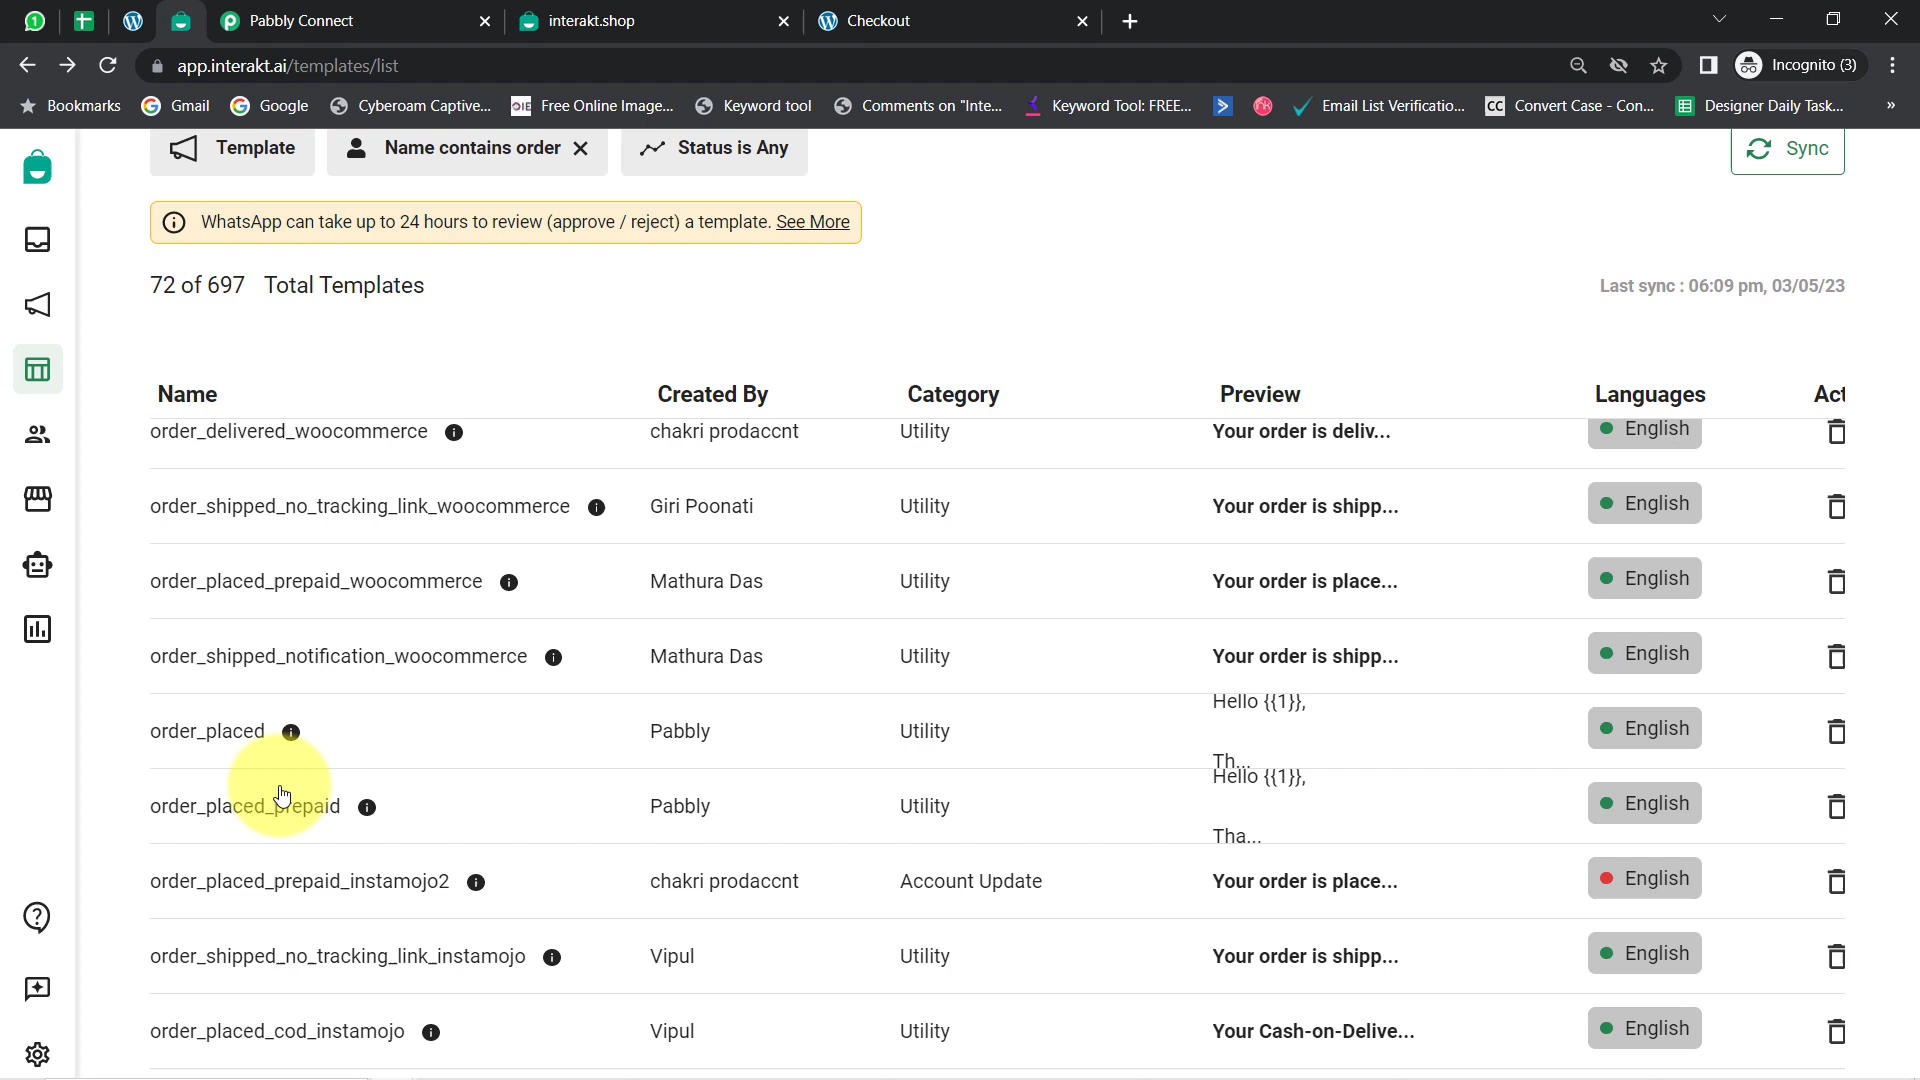 Pabbly Connect
interakt.shop
Checkout
app.interakt.ai/templates/list
Incognito (3)
Bookmarks
Gmail
Google
Cyberoam Captive...
Free Online Image...
Keyword tool
Comments on "Inte...
Keyword Tool: FREE...
Email List Verificatio...
CC
Convert Case - Con...
Designer Daily Task...
Template
Name contains order
Status is Any
Sync
WhatsApp can take up to 24 hours to review (approve / reject) a template. See More
72 of 697 Total Templates
Last sync : 06:09 pm, 03/05/23
Name Created By Category Preview Languages Act
order_delivered_woocommerce chakri prodaccnt Utility Your order is deliv... English
order_shipped_no_tracking_link_woocommerce Giri Poonati Utility Your order is shipp... English
order_placed_prepaid_woocommerce Mathura Das Utility Your order is place... English
order_shipped_notification_woocommerce Mathura Das Utility Your order is shipp... English
Hello {{1}},
order_placed Pabbly Utility English
Th...
Hello {{1}},
order_placed_prepaid Pabbly Utility English
Tha...
order_placed_prepaid_instamojo2 chakri prodaccnt Account Update Your order is place... English
order_shipped_no_tracking_link_instamojo Vipul Utility Your order is shipp... English
order_placed_cod_instamojo Vipul Utility Your Cash-on-Delive... English